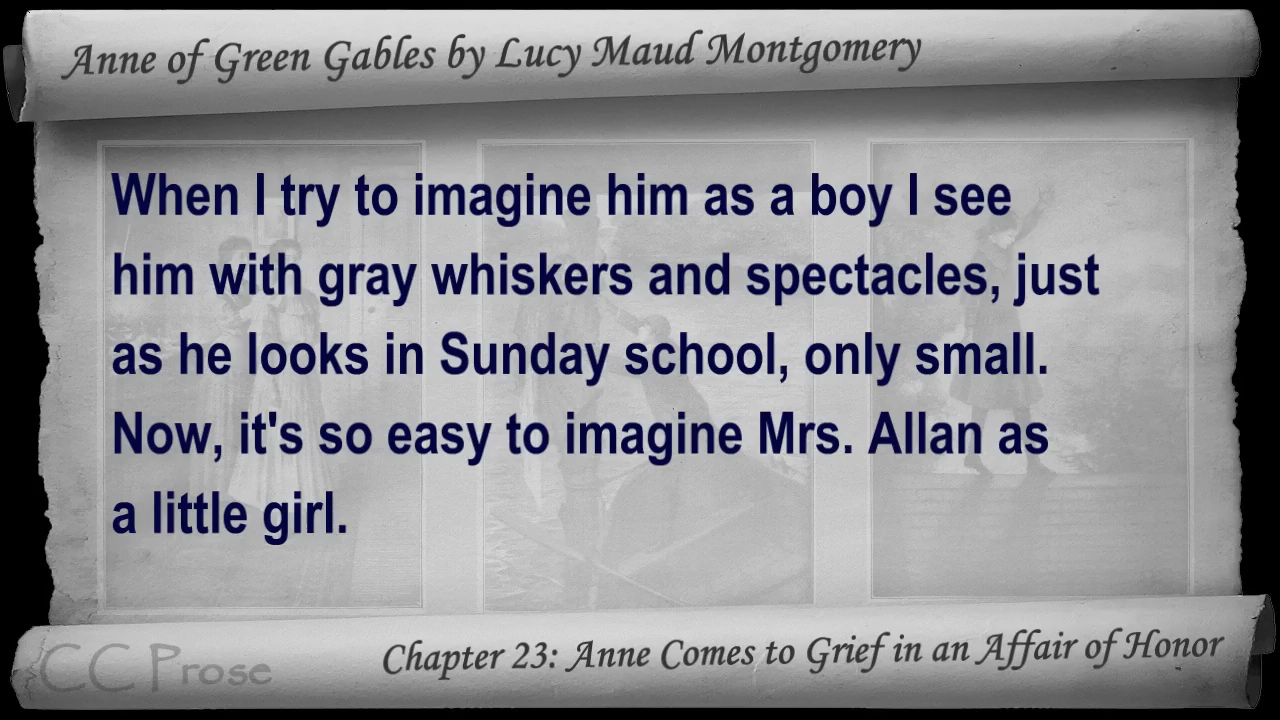 Anne of Green Gables by Lucy Maud Montgomery
When I try to imagine him as a boy I see
him with gray whiskers and spectacles, just
as he looks in Sunday school, only small.
Now, it's so easy to imagine Mrs. Allan as
a little girl.
CC Prose
Chapter 23: Anne Comes to Grief in an Affair of Honor